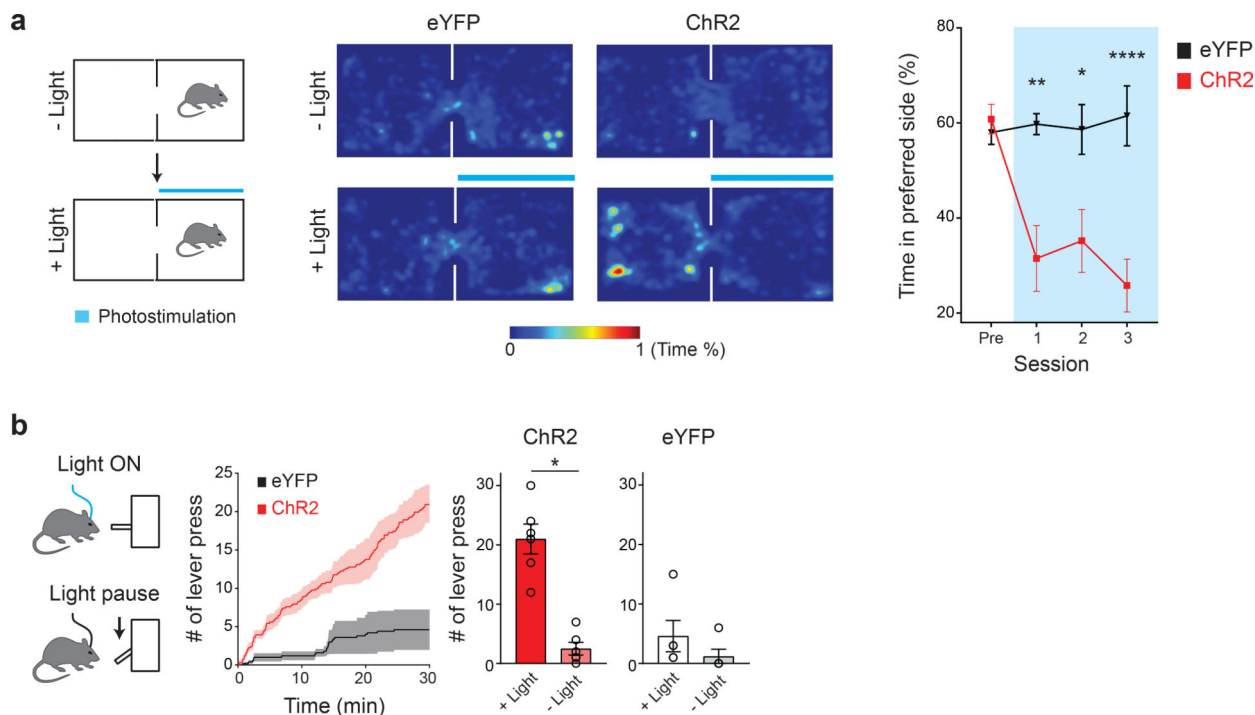 a
eYFP
ChR2
- Light
+ Light
Photostimulation
0
1 (Time %)
Time in preferred side (%)
80
60
40
20
eYFP
ChR2
**
*
****
Pre
1
2
3
Session
b
Light ON
Light pause
# of lever press
25
20
15
10
5
0
eYFP
ChR2
0
10
20
30
Time (min)
ChR2
eYFP
*
# of lever press
30
20
10
0
+ Light
- Light
30
20
10
0
+ Light
- Light